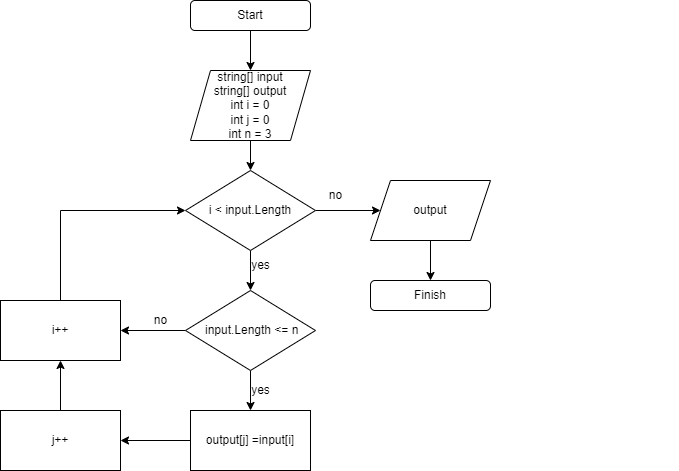 Start
string[] input
string[] output
int i = 0
int j = 0
int n = 3
i < input.Length
no
output
yes
Finish
i++
no
input.Length <= n
yes
j++
output[j] =input[i]